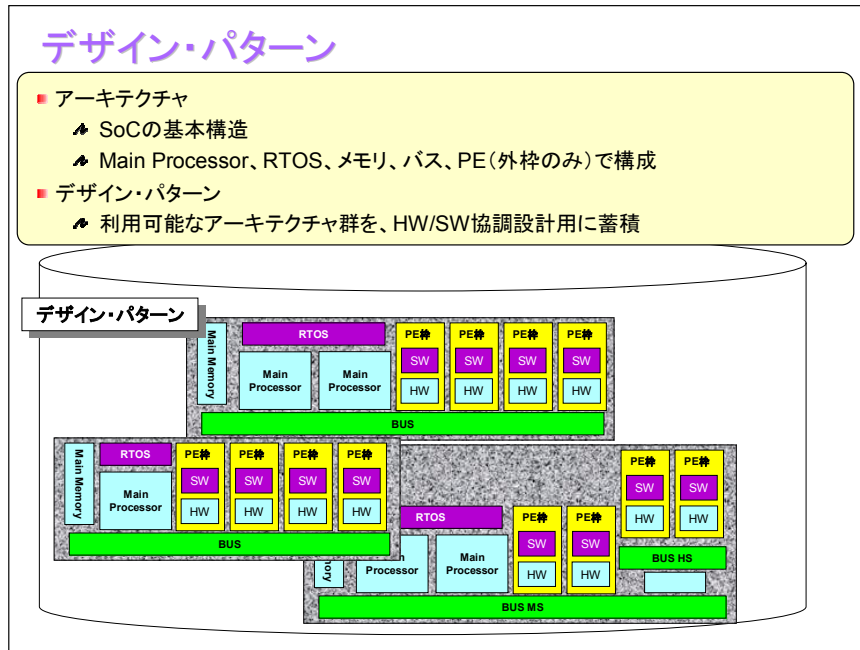 デザイン・パターン
アーキテクチャ
SoCの基本構造
Main Processor、RTOS、メモリ、バス、PE(外枠のみ)で構成
デザイン・パターン
利用可能なアーキテクチャ群を、HW/SW協調設計用に蓄積
デザイン・パターン
Main Memory
RTOS
Main
Processor
Main
Processor
PE枠
SW
HW
PE枠
SW
HW
PE枠
SW
HW
PE枠
SW
HW
BUS
Main Memory
RTOS
Main
Processor
PE枠
SW
HW
PE枠
SW
HW
PE枠
SW
HW
PE枠
SW
HW
BUS
RTOS
Main
Processor
Main
Processor
PE枠
SW
HW
PE枠
SW
HW
PE枠
SW
HW
PE枠
SW
HW
BUS HS
BUS MS